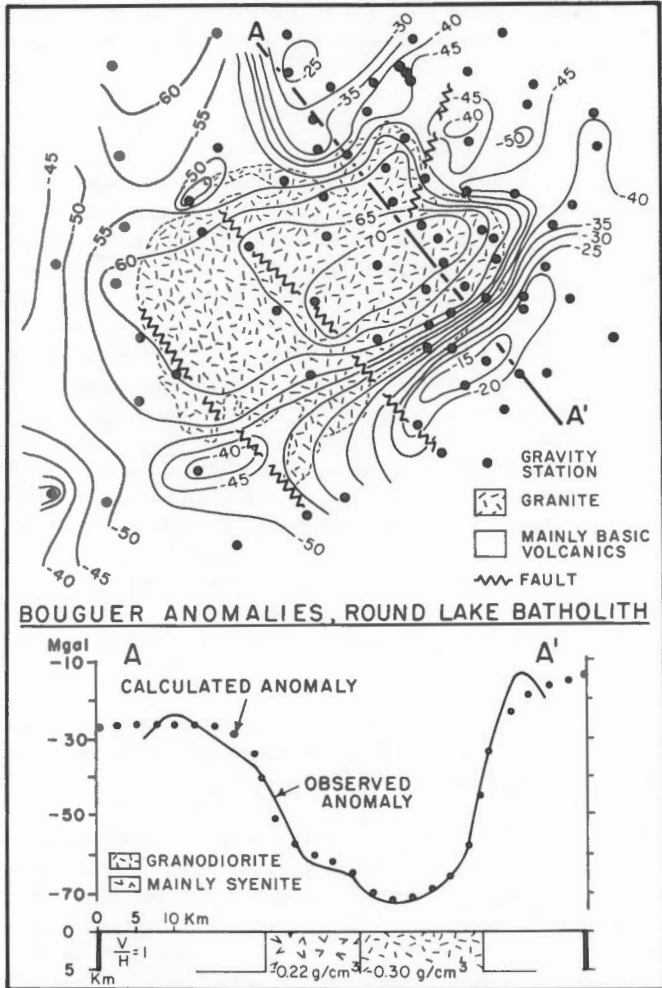 A
-25
-30
-40
-35
-45
-45
-60
-55
-45
-40
-50
-50
-45
-50
-55
-40
65
70
60
-35
-30
-25
-15
-20
A'
-40
-45
-50
-50
-40
-45
GRAVITY
STATION
GRANITE
MAINLY BASIC
VOLCANICS
FAULT
BOUGUER ANOMALIES, ROUND LAKE BATHOLITH
Mgal
A
A'
-10
CALCULATED ANOMALY
-30
OBSERVED
ANOMALY
-50
GRANODIORITE
MAINLY SYENITE
-70
0 5 10 Km
0
V/H=1
5
Km
-0.22 g/cm³
-0.30 g/cm³
0
5